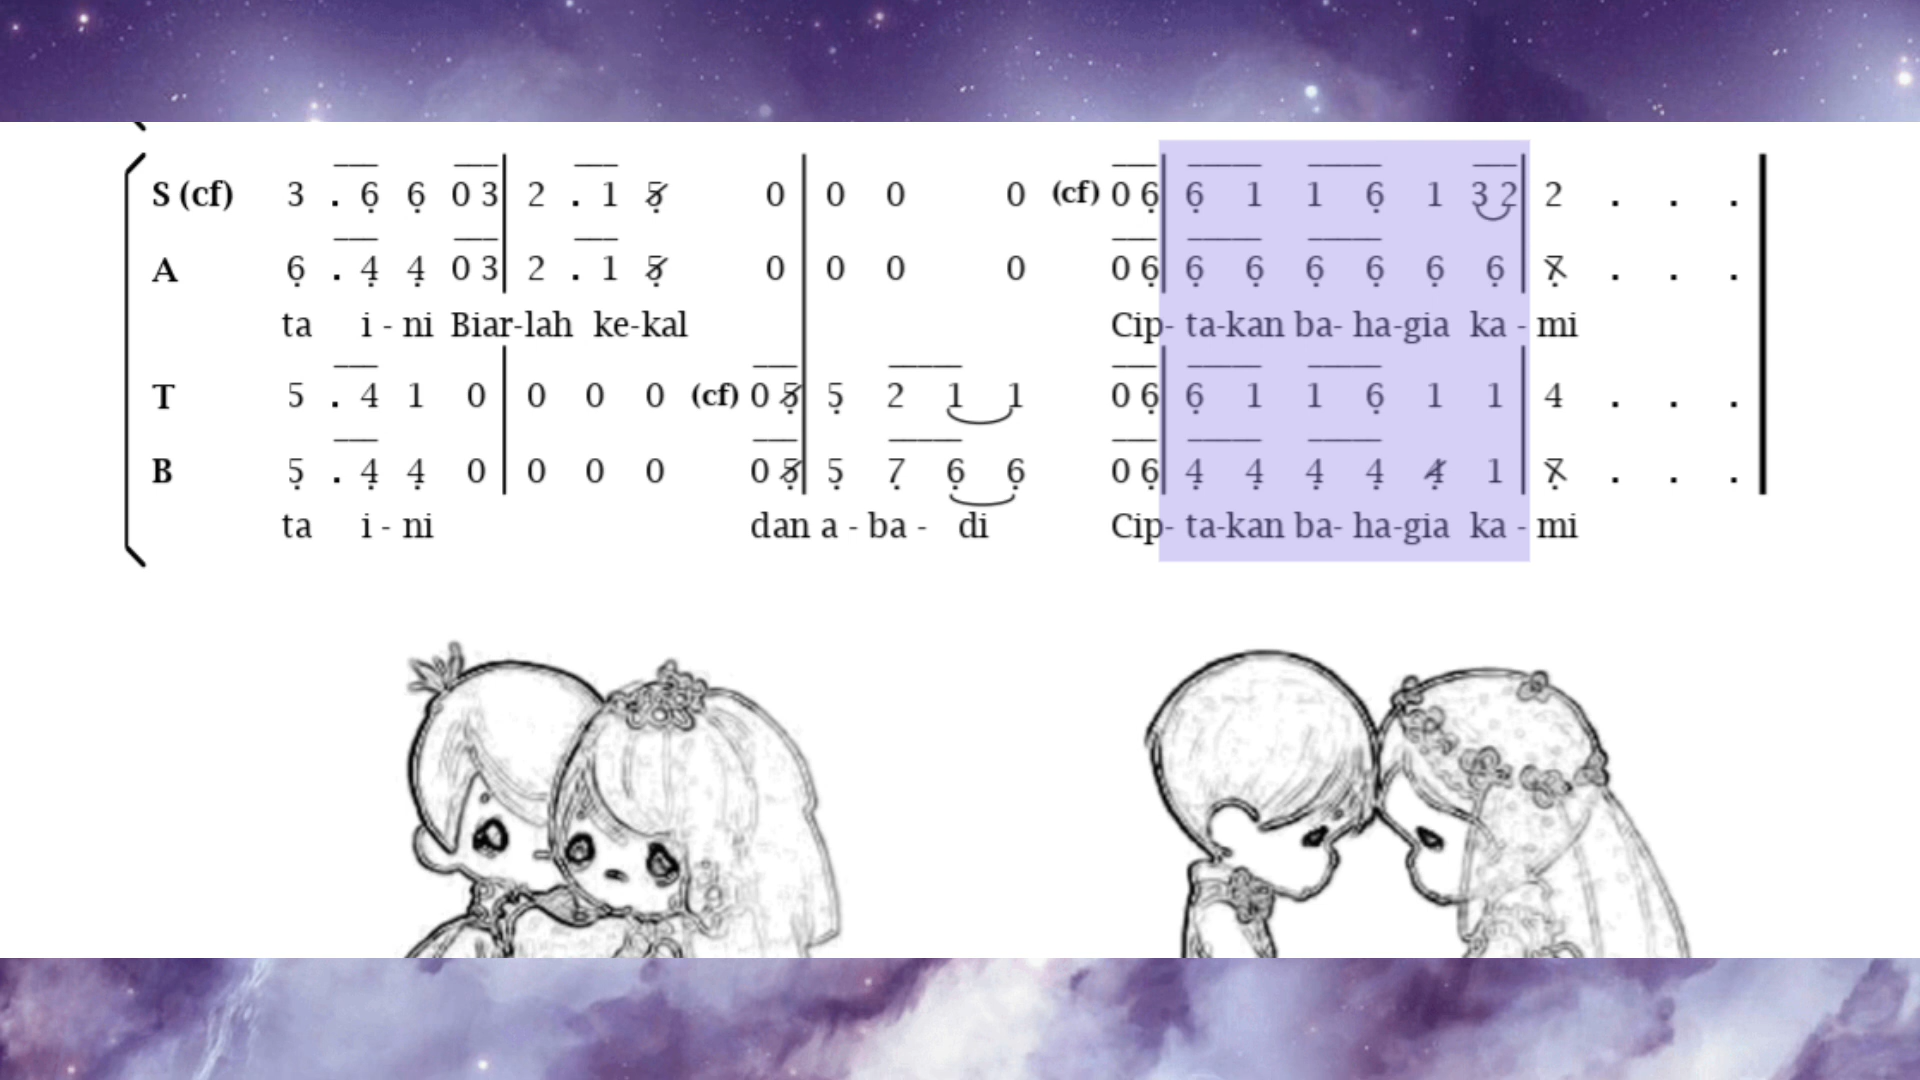 S (cf) 3 . 6̣ 6̣ 0 3 | 2 . 1 5̸̣ 0 | 0 0 0 (cf) 0 6̣ | 6̣ 1 1 6̣ 1 3 2 | 2 . . .
A 6̣ . 4̣ 4̣ 0 3 | 2 . 1 5̸̣ 0 | 0 0 0 0 6̣ | 6̣ 6̣ 6̣ 6̣ 6̣ 6̣ | 7̸̣ . . .
ta i - ni Biar-lah ke-kal Cip- ta-kan ba- ha-gia ka - mi
T 5 . 4 1 0 | 0 0 0 (cf) 0 5̸̣ | 5̣ 2 1 1 0 6̣ | 6̣ 1 1 6̣ 1 1 | 4 . . .
B 5̣ . 4̣ 4̣ 0 | 0 0 0 0 5̸̣ | 5̣ 7̣ 6̣ 6̣ 0 6̣ | 4̣ 4̣ 4̣ 4̣ 4̸̣ 1 | 7̸̣ . . .
ta i - ni dan a - ba - di Cip- ta-kan ba- ha-gia ka - mi